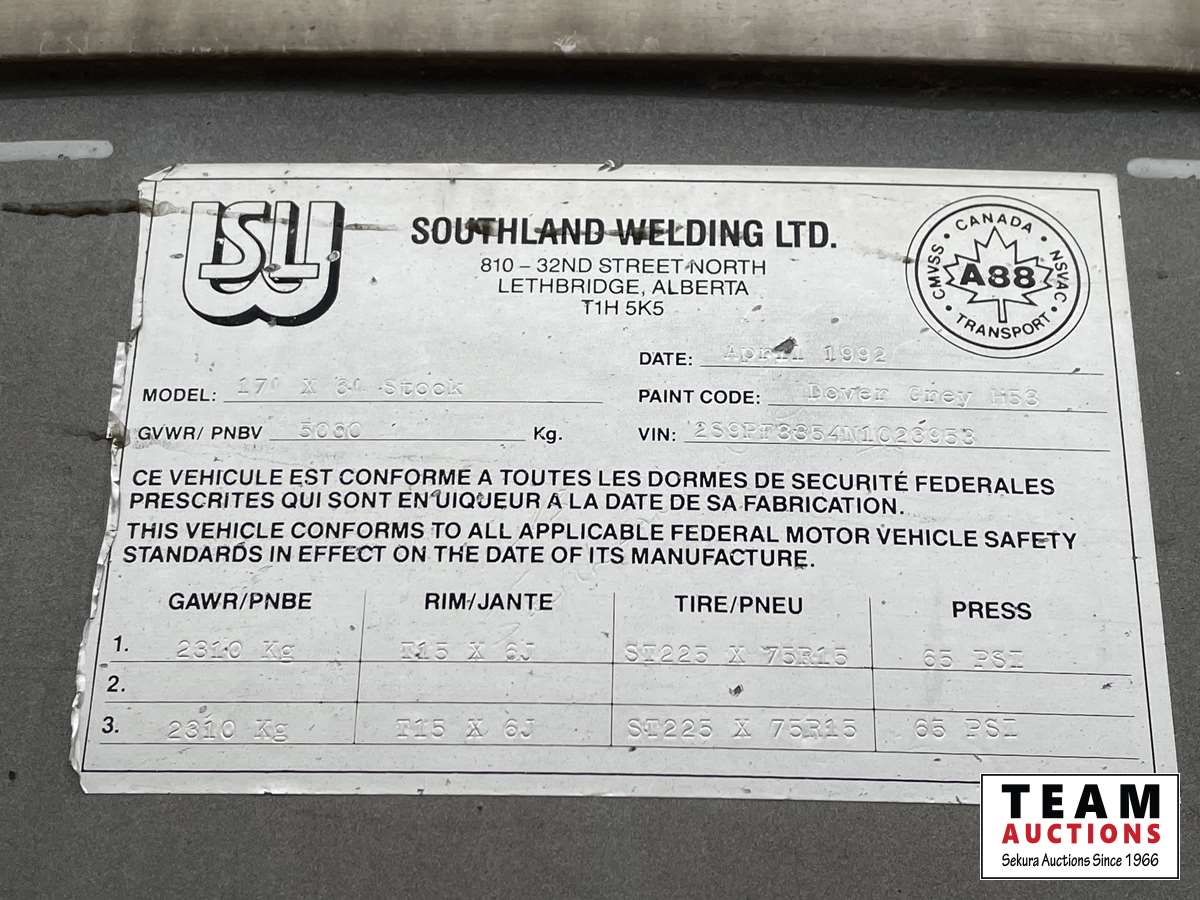 SWL
SOUTHLAND WELDING LTD.
810 – 32ND STREET NORTH
LETHBRIDGE, ALBERTA
T1H 5K5
CANADA
CMVSS
NSVAC
A88
TRANSPORT
DATE: April 1992
MODEL: 17' X 6' Stock
PAINT CODE: Dover Grey H53
GVWR/ PNBV 5080 Kg.
VIN: 2S9PF3354N1023953
CE VEHICULE EST CONFORME A TOUTES LES DORMES DE SECURITÉ FEDERALES
PRESCRITES QUI SONT EN UIQUEUR À LA DATE DE SA FABRICATION.
THIS VEHICLE CONFORMS TO ALL APPLICABLE FEDERAL MOTOR VEHICLE SAFETY
STANDARDS IN EFFECT ON THE DATE OF ITS MANUFACTURE.
GAWR/PNBE RIM/JANTE TIRE/PNEU PRESS
1. 2310 Kg T15 X 6J ST225 X 75R15 65 PSI
2.
3. 2310 Kg T15 X 6J ST225 X 75R15 65 PSI
TEAM
AUCTIONS
Sekura Auctions Since 1966